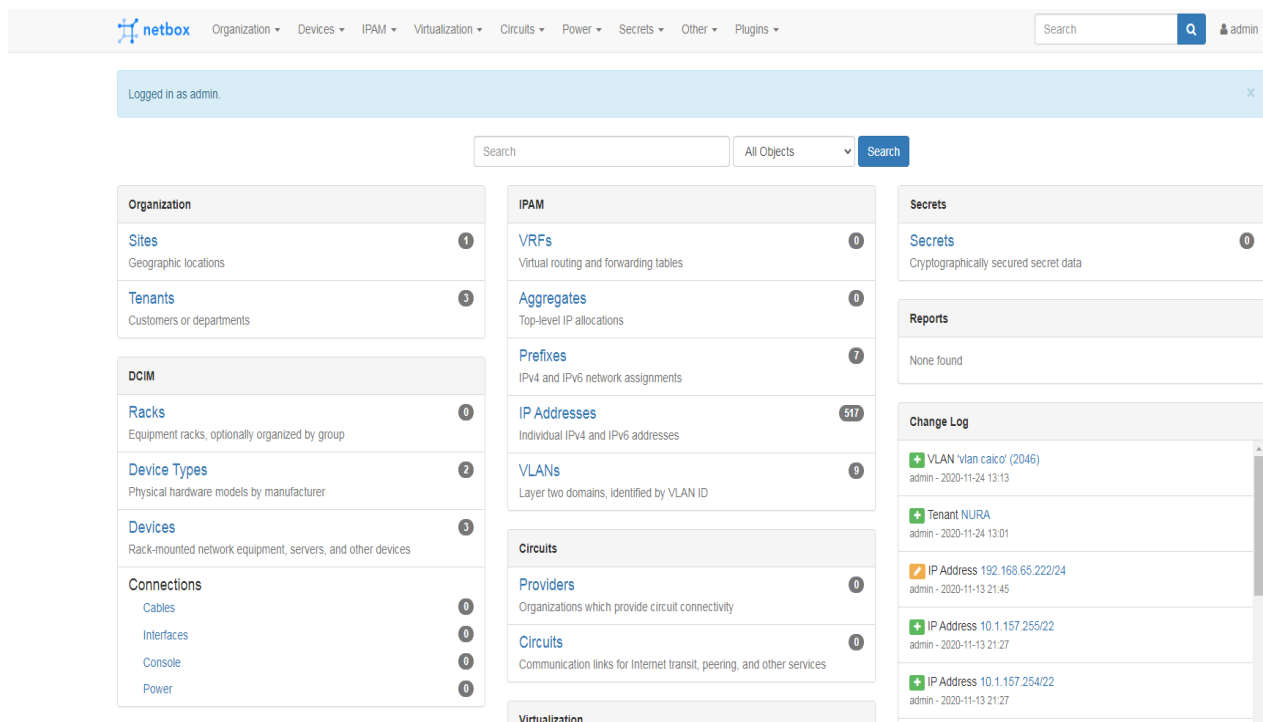 netbox Organization Devices IPAM Virtualization Circuits Power Secrets Other Plugins Search admin
Logged in as admin. x
Search All Objects Search
Organization
Sites 1
Geographic locations
Tenants 3
Customers or departments
DCIM
Racks 0
Equipment racks, optionally organized by group
Device Types 2
Physical hardware models by manufacturer
Devices 3
Rack-mounted network equipment, servers, and other devices
Connections
Cables 0
Interfaces 0
Console 0
Power 0
IPAM
VRFs 0
Virtual routing and forwarding tables
Aggregates 0
Top-level IP allocations
Prefixes 7
IPv4 and IPv6 network assignments
IP Addresses 517
Individual IPv4 and IPv6 addresses
VLANs 9
Layer two domains, identified by VLAN ID
Circuits
Providers 0
Organizations which provide circuit connectivity
Circuits 0
Communication links for Internet transit, peering, and other services
Virtualization
Secrets
Secrets 0
Cryptographically secured secret data
Reports
None found
Change Log
VLAN 'vlan caico' (2046)
admin - 2020-11-24 13:13
Tenant NURA
admin - 2020-11-24 13:01
IP Address 192.168.65.222/24
admin - 2020-11-13 21:45
IP Address 10.1.157.255/22
admin - 2020-11-13 21:27
IP Address 10.1.157.254/22
admin - 2020-11-13 21:27